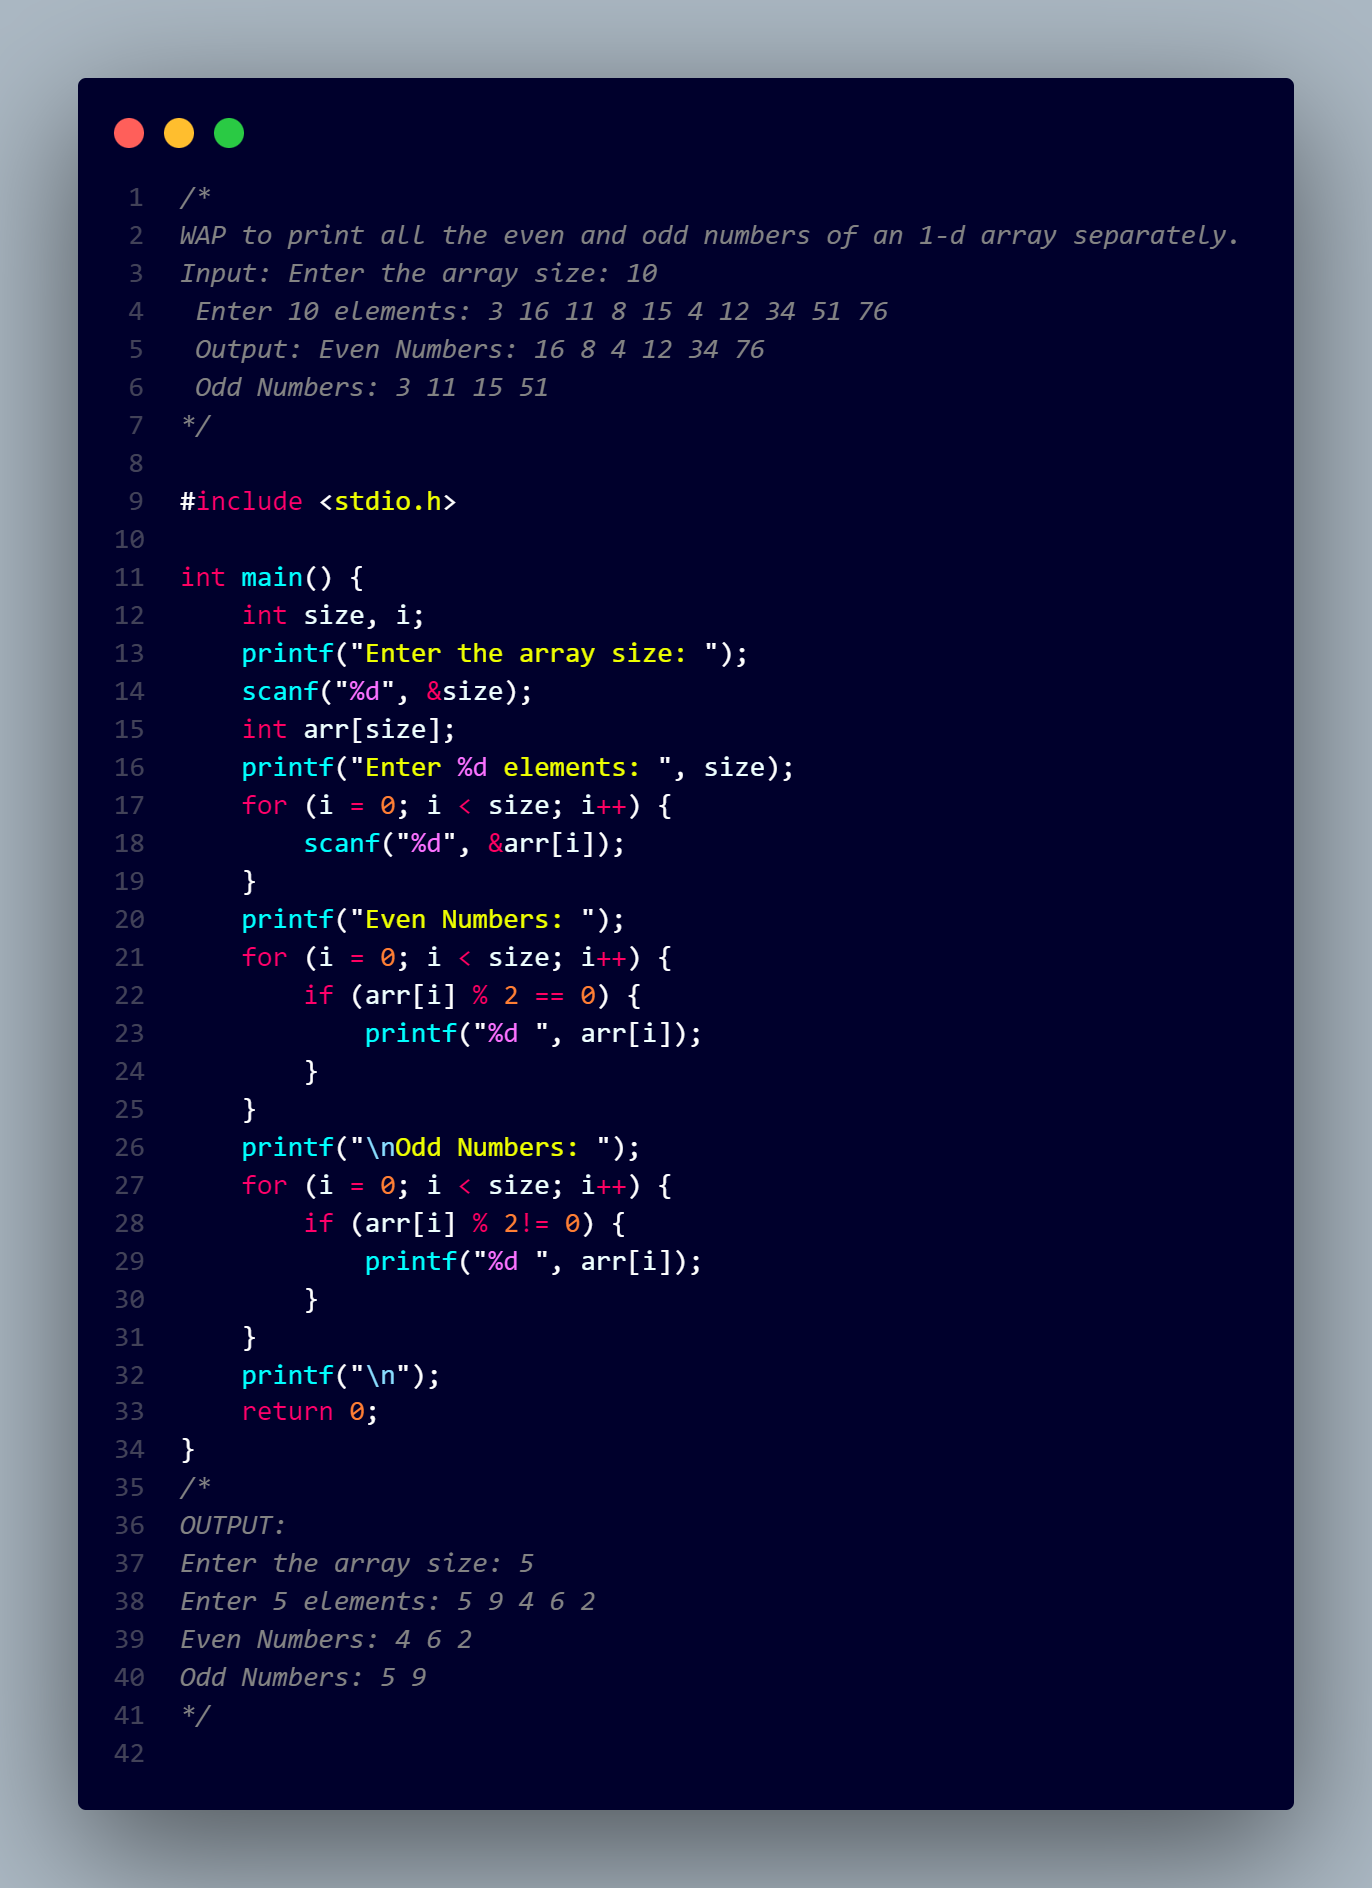 1 /*
2 WAP to print all the even and odd numbers of an 1-d array separately.
3 Input: Enter the array size: 10
4  Enter 10 elements: 3 16 11 8 15 4 12 34 51 76
5  Output: Even Numbers: 16 8 4 12 34 76
6  Odd Numbers: 3 11 15 51
7 */
8
9 #include <stdio.h>
10
11 int main() {
12     int size, i;
13     printf("Enter the array size: ");
14     scanf("%d", &size);
15     int arr[size];
16     printf("Enter %d elements: ", size);
17     for (i = 0; i < size; i++) {
18         scanf("%d", &arr[i]);
19     }
20     printf("Even Numbers: ");
21     for (i = 0; i < size; i++) {
22         if (arr[i] % 2 == 0) {
23             printf("%d ", arr[i]);
24         }
25     }
26     printf("\nOdd Numbers: ");
27     for (i = 0; i < size; i++) {
28         if (arr[i] % 2!= 0) {
29             printf("%d ", arr[i]);
30         }
31     }
32     printf("\n");
33     return 0;
34 }
35 /*
36 OUTPUT:
37 Enter the array size: 5
38 Enter 5 elements: 5 9 4 6 2
39 Even Numbers: 4 6 2
40 Odd Numbers: 5 9
41 */
42